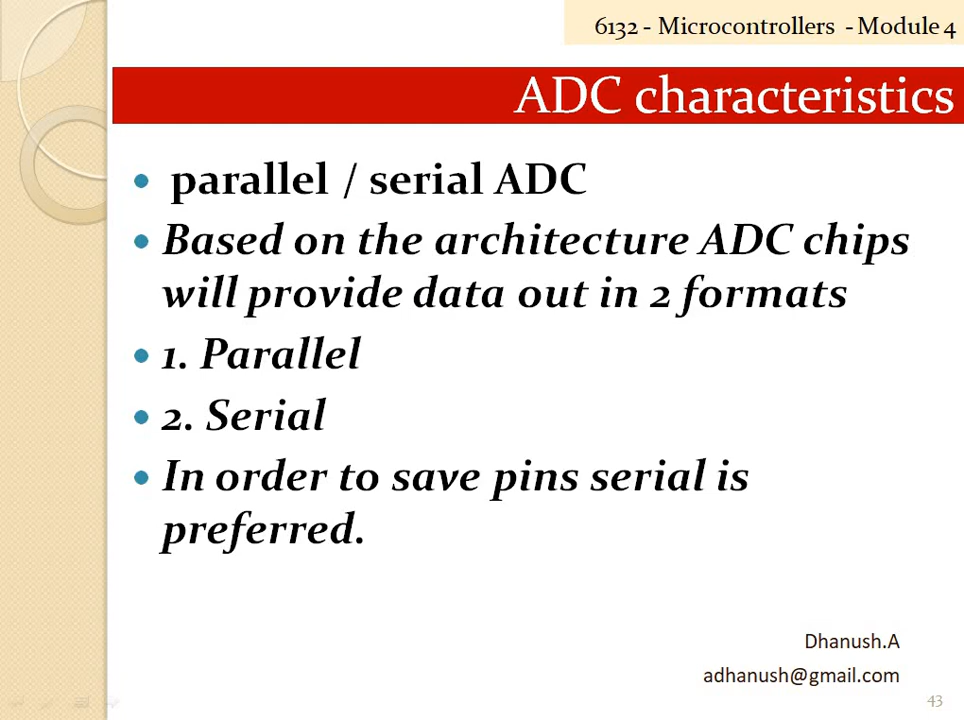 6132 - Microcontrollers - Module 4
ADC characteristics
• parallel / serial ADC
• Based on the architecture ADC chips
will provide data out in 2 formats
• 1. Parallel
• 2. Serial
• In order to save pins serial is
preferred.
Dhanush.A
adhanush@gmail.com
43